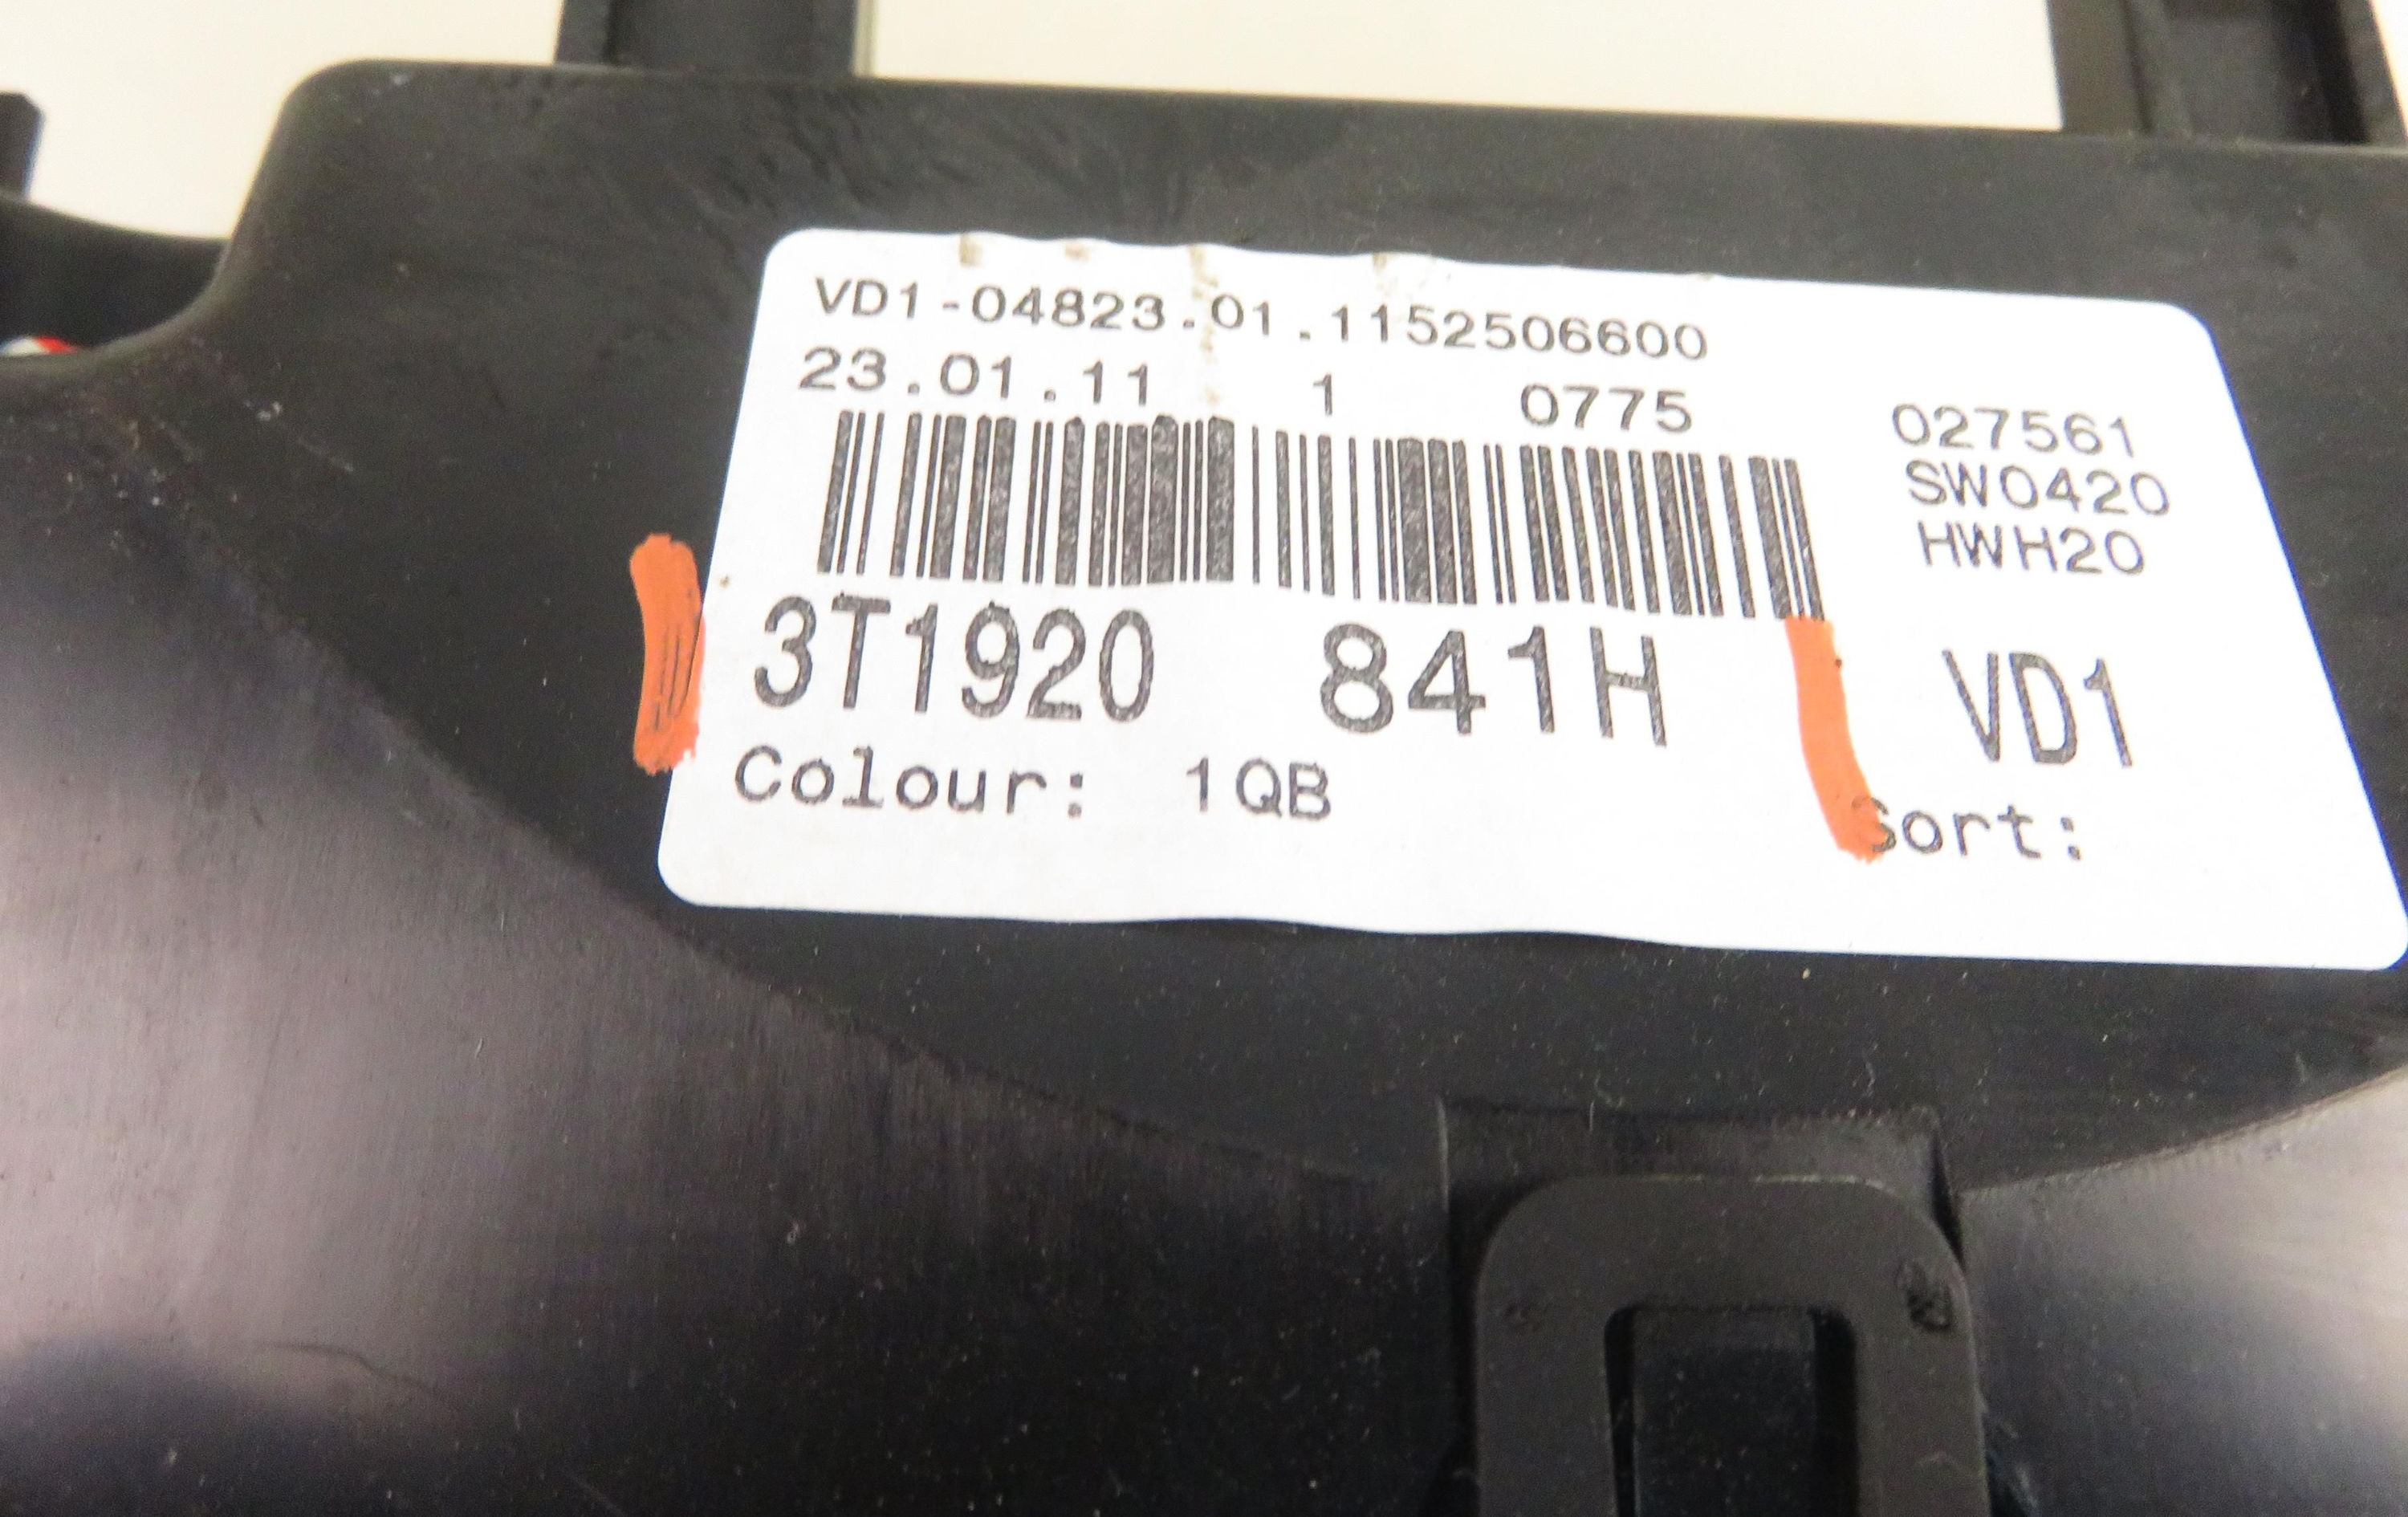 VD1-04823.01.1152506600
23.01.11 1 0775
027561
SW0420
HWH20
3T1920 841H VD1
Colour: 1QB Sort: